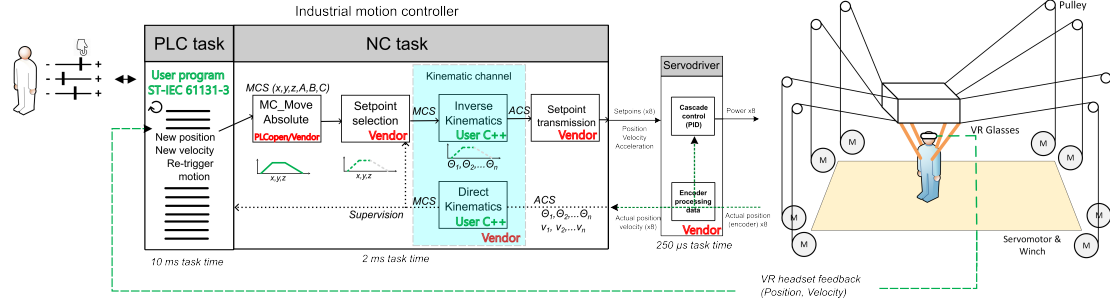 Industrial motion controller
PLC task
NC task
- +
- +
- +
User program
ST-IEC 61131-3
New position
New velocity
Re-trigger
motion
10 ms task time
MCS (x,y,z,A,B,C)
MC_Move
Absolute
PLCopen/Vendor
x,y,z
Setpoint
selection
Vendor
x,y,z
Supervision
MCS
Kinematic channel
Inverse
Kinematics
User C++
Θ1,Θ2,...Θn
ACS
Setpoint
transmission
Vendor
MCS
Direct
Kinematics
User C++
Vendor
ACS
Θ1,Θ2,...Θn
v1, v2,...vn
2 ms task time
Setpoints (x8)
Position
Velocity
Acceleration
Actual position
velocity (x8)
Servodriver
Cascade
control
(PID)
Encoder
processing
data
Vendor
250 µs task time
Power x8
Actual position
(encoder) x8
Pulley
VR Glasses
M
M
M
M
M
M
M
M
Servomotor &
Winch
VR headset feedback
(Position, Velocity)